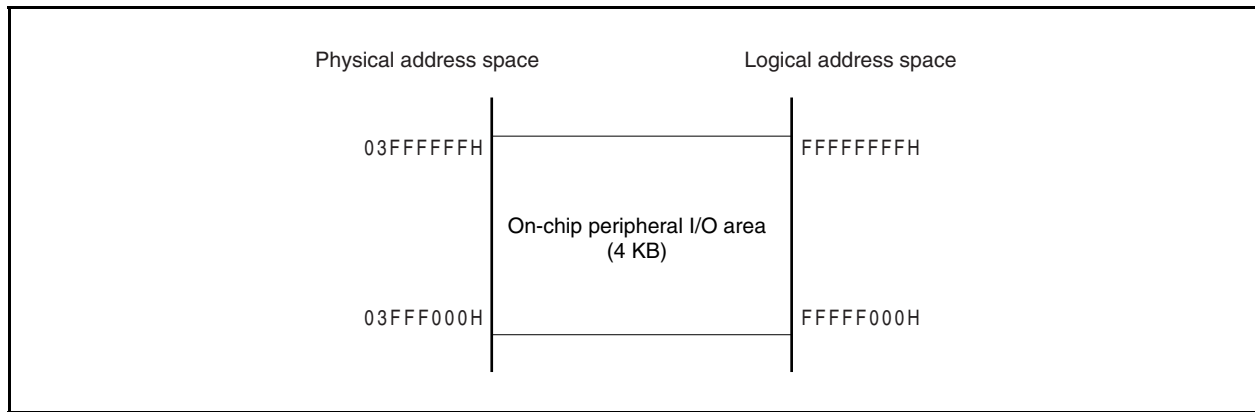 Physical address space
Logical address space
03FFFFFFH
FFFFFFFFH
On-chip peripheral I/O area
(4 KB)
03FFF000H
FFFFF000H